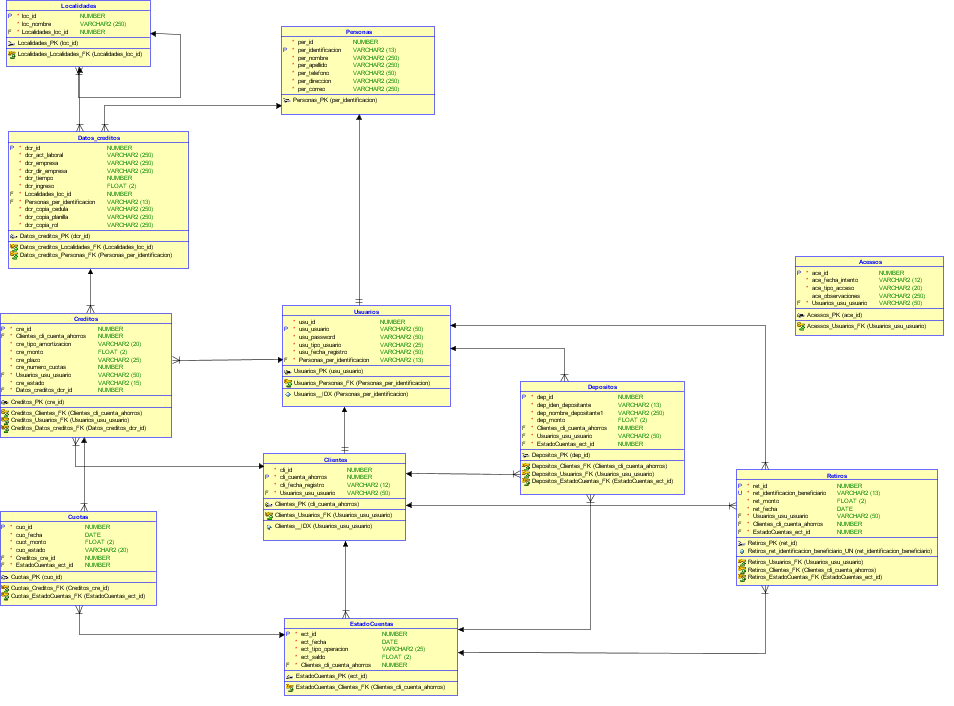 Localidades
P * loc_id NUMBER
* loc_nombre VARCHAR2 (250)
F * Localidades_loc_id NUMBER
Localidades_PK (loc_id)
Localidades_Localidades_FK (Localidades_loc_id)
Personas
* per_id NUMBER
P * per_identificacion VARCHAR2 (13)
* per_nombre VARCHAR2 (250)
* per_apellido VARCHAR2 (250)
* per_telefono VARCHAR2 (50)
* per_direccion VARCHAR2 (250)
* per_correo VARCHAR2 (250)
Personas_PK (per_identificacion)
Datos_creditos
P * dcr_id NUMBER
* dcr_act_laboral VARCHAR2 (250)
* dcr_empresa VARCHAR2 (250)
* dcr_dir_empresa VARCHAR2 (250)
* dcr_tiempo NUMBER
* dcr_ingreso FLOAT (2)
F * Localidades_loc_id NUMBER
F * Personas_per_identificacion VARCHAR2 (13)
* dcr_copia_cedula VARCHAR2 (250)
* dcr_copia_planilla VARCHAR2 (250)
* dcr_copia_rol VARCHAR2 (250)
Datos_creditos_PK (dcr_id)
Datos_creditos_Localidades_FK (Localidades_loc_id)
Datos_creditos_Personas_FK (Personas_per_identificacion)
Acessos
P * ace_id NUMBER
* ace_fecha_intento VARCHAR2 (12)
* ace_tipo_acceso VARCHAR2 (20)
ace_observaciones VARCHAR2 (250)
F * Usuarios_usu_usuario VARCHAR2 (50)
Acessos_PK (ace_id)
Acessos_Usuarios_FK (Usuarios_usu_usuario)
Creditos
P * cre_id NUMBER
F * Clientes_cli_cuenta_ahorros NUMBER
* cre_tipo_amortizacion VARCHAR2 (20)
* cre_monto FLOAT (2)
* cre_plazo VARCHAR2 (25)
* cre_numero_cuotas NUMBER
F * Usuarios_usu_usuario VARCHAR2 (50)
* cre_estado VARCHAR2 (15)
F * Datos_creditos_dcr_id NUMBER
Creditos_PK (cre_id)
Creditos_Clientes_FK (Clientes_cli_cuenta_ahorros)
Creditos_Usuarios_FK (Usuarios_usu_usuario)
Creditos_Datos_creditos_FK (Datos_creditos_dcr_id)
Usuarios
* usu_id NUMBER
P * usu_usuario VARCHAR2 (50)
* usu_password VARCHAR2 (50)
* usu_tipo_usuario VARCHAR2 (25)
* usu_fecha_registro VARCHAR2 (50)
F * Personas_per_identificacion VARCHAR2 (13)
Usuarios_PK (usu_usuario)
Usuarios_Personas_FK (Personas_per_identificacion)
Usuarios__IDX (Personas_per_identificacion)
Depositos
P * dep_id NUMBER
* dep_iden_depositante VARCHAR2 (13)
* dep_nombre_depositante1 VARCHAR2 (250)
* dep_monto FLOAT (2)
F * Clientes_cli_cuenta_ahorros NUMBER
F * Usuarios_usu_usuario VARCHAR2 (50)
F * EstadoCuentas_ect_id NUMBER
Depositos_PK (dep_id)
Depositos_Clientes_FK (Clientes_cli_cuenta_ahorros)
Depositos_Usuarios_FK (Usuarios_usu_usuario)
Depositos_EstadoCuentas_FK (EstadoCuentas_ect_id)
Clientes
* cli_id NUMBER
P * cli_cuenta_ahorros NUMBER
* cli_fecha_registro VARCHAR2 (12)
F * Usuarios_usu_usuario VARCHAR2 (50)
Clientes_PK (cli_cuenta_ahorros)
Clientes_Usuarios_FK (Usuarios_usu_usuario)
Clientes__IDX (Usuarios_usu_usuario)
Retiros
P * ret_id NUMBER
U * ret_identificacion_beneficiario VARCHAR2 (13)
* ret_monto FLOAT (2)
* ret_fecha DATE
F * Usuarios_usu_usuario VARCHAR2 (50)
F * Clientes_cli_cuenta_ahorros NUMBER
F * EstadoCuentas_ect_id NUMBER
Retiros_PK (ret_id)
Retiros_ret_identificacion_beneficiario_UN (ret_identificacion_beneficiario)
Retiros_Usuarios_FK (Usuarios_usu_usuario)
Retiros_Clientes_FK (Clientes_cli_cuenta_ahorros)
Retiros_EstadoCuentas_FK (EstadoCuentas_ect_id)
Cuotas
P * cuo_id NUMBER
* cuo_fecha DATE
* cuot_monto FLOAT (2)
* cuo_estado VARCHAR2 (20)
F * Creditos_cre_id NUMBER
F * EstadoCuentas_ect_id NUMBER
Cuotas_PK (cuo_id)
Cuotas_Creditos_FK (Creditos_cre_id)
Cuotas_EstadoCuentas_FK (EstadoCuentas_ect_id)
EstadoCuentas
P * ect_id NUMBER
* ect_fecha DATE
* ect_tipo_operacion VARCHAR2 (25)
* ect_saldo FLOAT (2)
F * Clientes_cli_cuenta_ahorros NUMBER
EstadoCuentas_PK (ect_id)
EstadoCuentas_Clientes_FK (Clientes_cli_cuenta_ahorros)